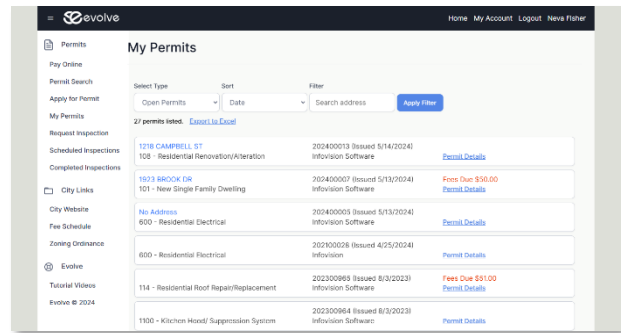 evolve
Home My Account Logout Neva Fisher
Permits
Pay Online
Permit Search
Apply for Permit
My Permits
Request Inspection
Scheduled Inspections
Completed Inspections
City Links
City Website
Fee Schedule
Zoning Ordinance
Evolve
Tutorial Videos
Evolve © 2024
My Permits
Select Type Sort Filter
Open Permits Date Search address Apply Filter
27 permits listed. Export to Excel
1218 CAMPBELL ST 202400013 (Issued 5/14/2024)
108 - Residential Renovation/Alteration Infovision Software Permit Details
1923 BROOK DR 202400007 (Issued 5/13/2024) Fees Due $50.00
101 - New Single Family Dwelling Infovision Software Permit Details
No Address 202400005 (Issued 5/13/2024)
600 - Residential Electrical Infovision Software Permit Details
202100026 (Issued 4/25/2024)
600 - Residential Electrical Infovision Permit Details
202300965 (Issued 8/3/2023) Fees Due $51.00
114 - Residential Roof Repair/Replacement Infovision Software Permit Details
202300964 (Issued 8/3/2023)
1100 - Kitchen Hood/ Suppression System Infovision Software Permit Details